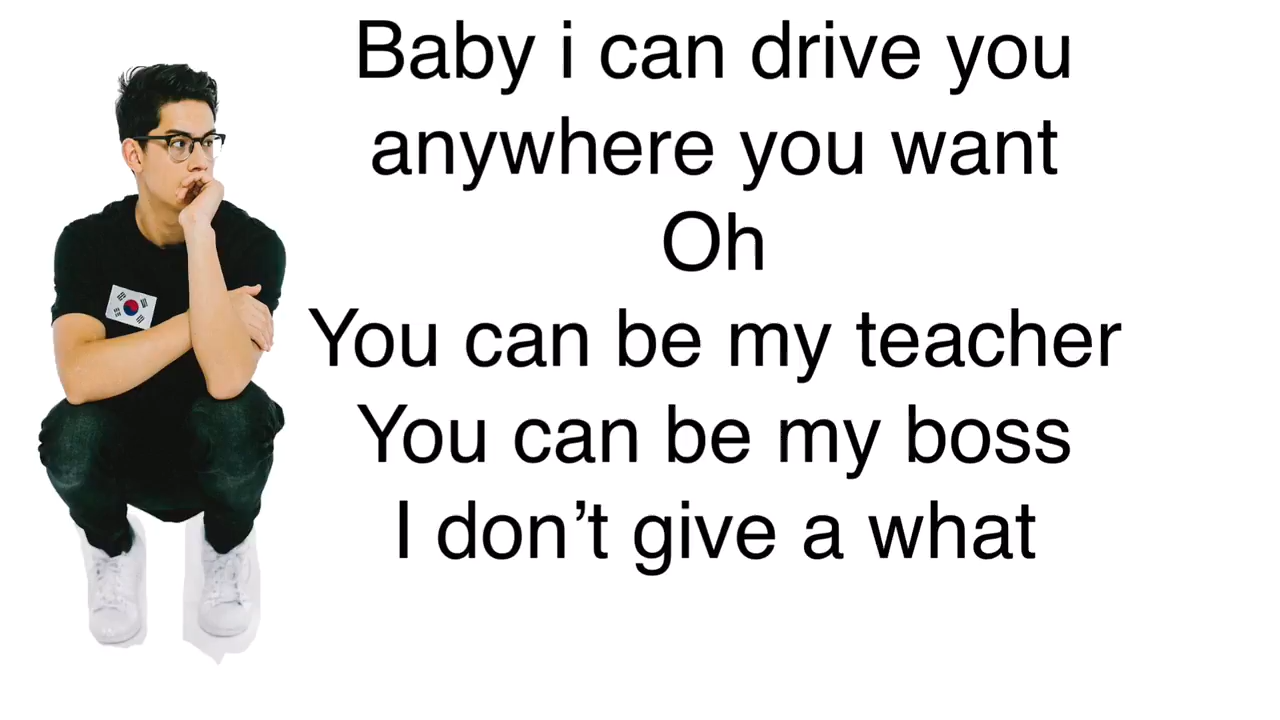 Baby i can drive you
anywhere you want
Oh
You can be my teacher
You can be my boss
I don’t give a what